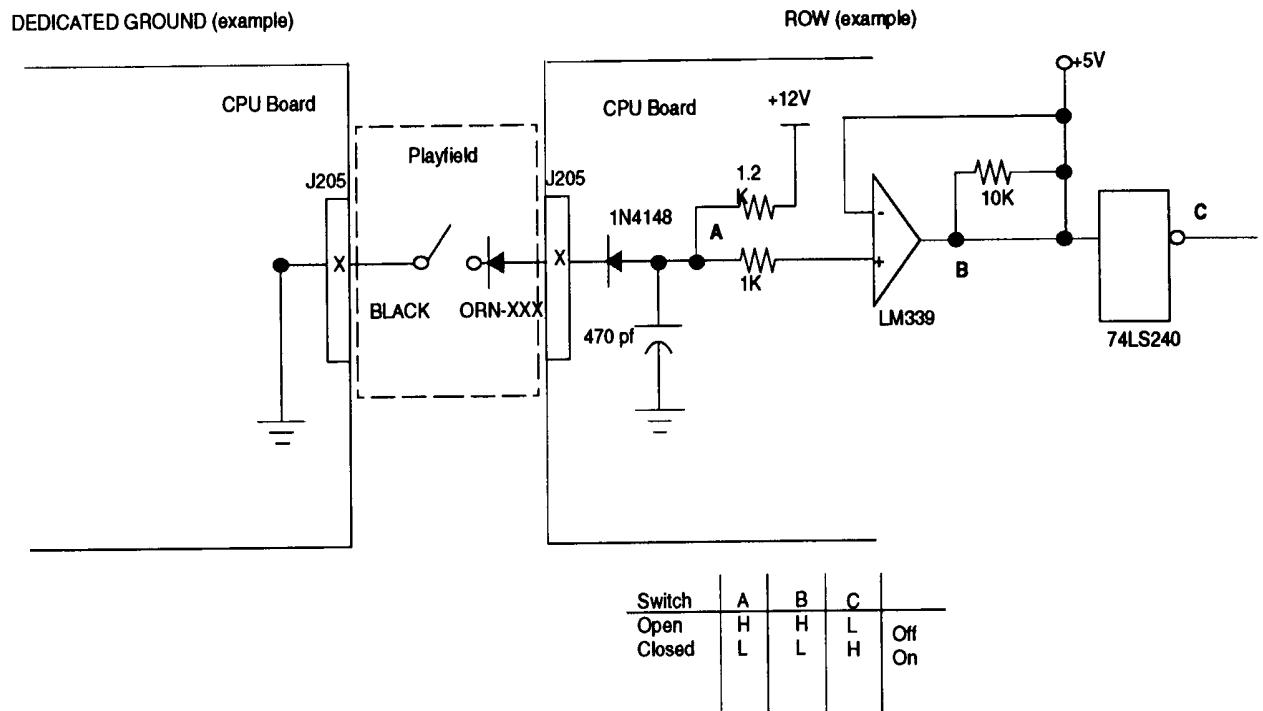 DEDICATED GROUND (example)
ROW (example)
CPU Board
CPU Board
+12V
+5V
Playfield
J205
J205
1.2
K
10K
C
1N4148
A
-
X
X
1K
+
B
BLACK
ORN-XXX
LM339
470 pf
74LS240
Switch A B C
Open H H L Off
Closed L L H On